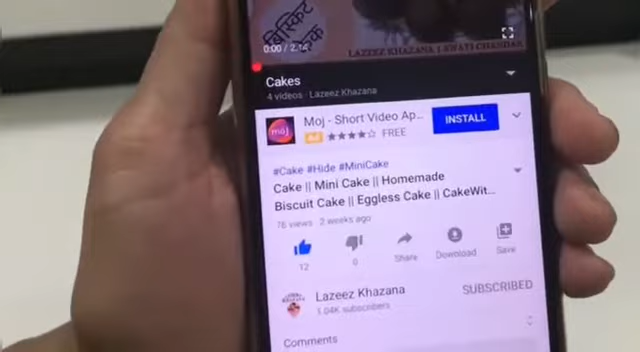 बिस्किट
केक
0:00 / 2:14
LAZEEZ KHAZANA | SWATI CHANDAK
Cakes
4 videos · Lazeez Khazana
moj
Moj - Short Video Ap...
Ad
FREE
INSTALL
#Cake #Hide #MiniCake
Cake || Mini Cake || Homemade
Biscuit Cake || Eggless Cake || CakeWit...
76 views · 2 weeks ago
12
0
Share
Download
Save
Lazeez Khazana
1.04K subscribers
SUBSCRIBED
Comments